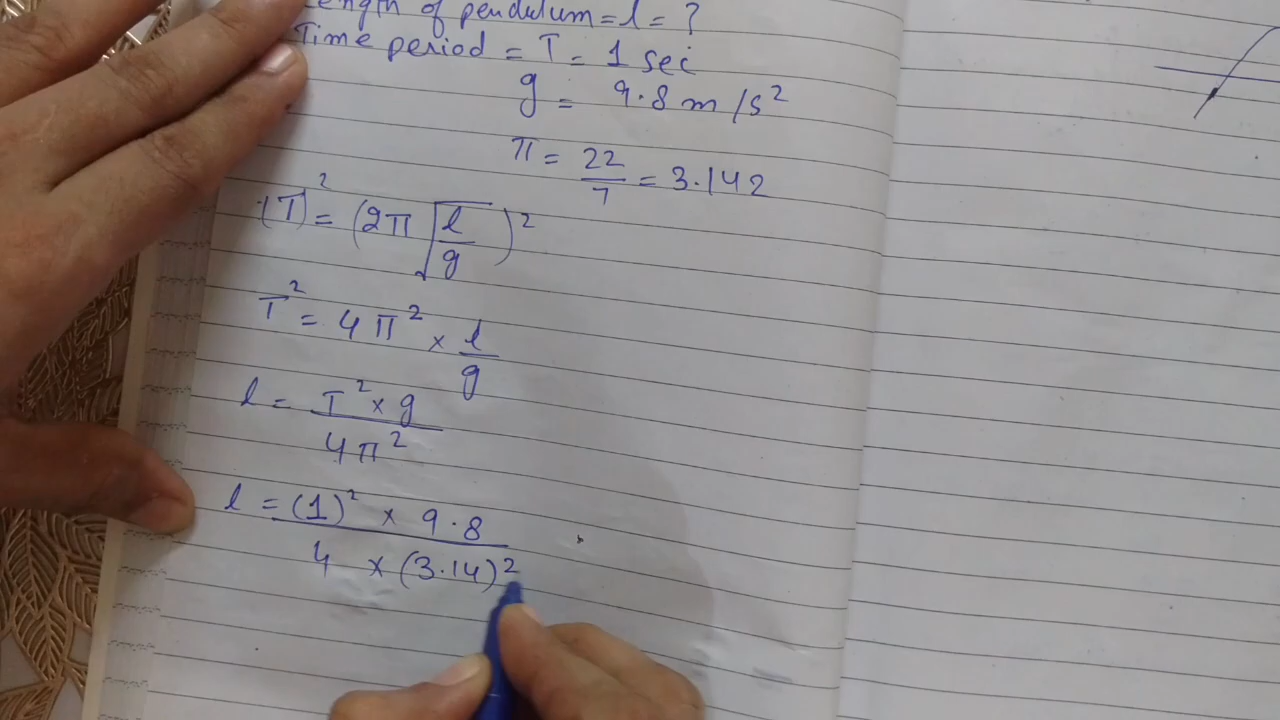 Length of pendulum = l = ?
Time period = T = 1 sec
g = 9.8 m/s²
π = 22/7 = 3.142
(T)² = (2π √(l/g))²
T² = 4π² × l/g
l = T² × g / 4π²
l = (1)² × 9.8 / 4 × (3.14)²